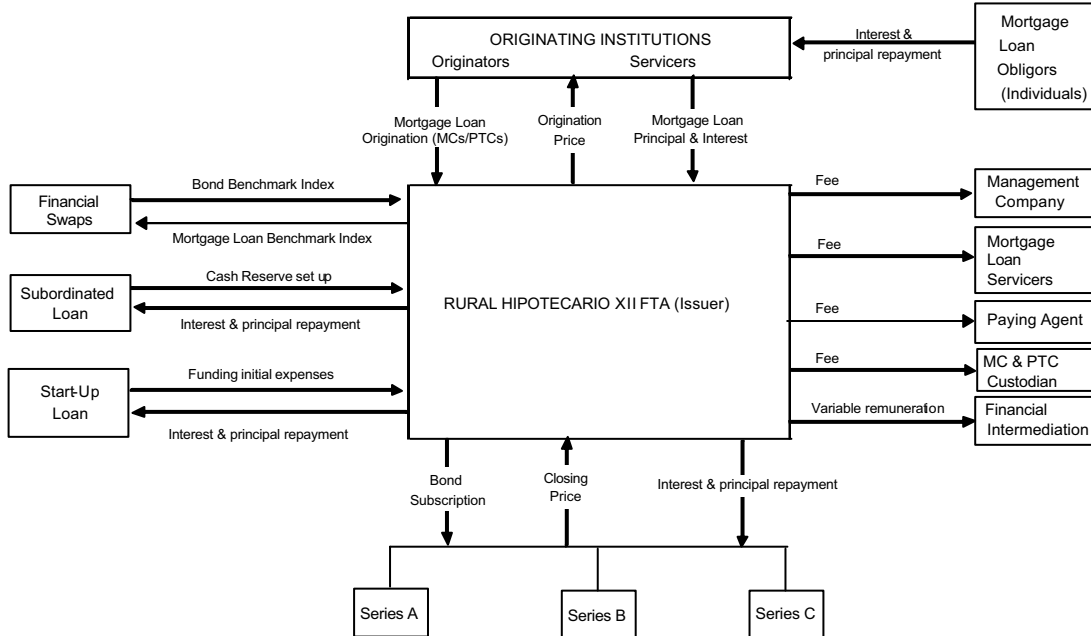 ORIGINATING INSTITUTIONS
Originators
Servicers
Interest &
principal repayment
Mortgage
Loan
Obligors
(Individuals)
Mortgage Loan
Origination (MCs/PTCs)
Origination
Price
Mortgage Loan
Principal & Interest
Financial
Swaps
Bond Benchmark Index
Mortgage Loan Benchmark Index
Subordinated
Loan
Cash Reserve set up
Interest & principal repayment
Start-Up
Loan
Funding initial expenses
Interest & principal repayment
RURAL HIPOTECARIO XII FTA (Issuer)
Fee
Management
Company
Fee
Mortgage
Loan
Servicers
Fee
Paying Agent
Fee
MC & PTC
Custodian
Variable remuneration
Financial
Intermediation
Bond
Subscription
Closing
Price
Interest & principal repayment
Series A
Series B
Series C